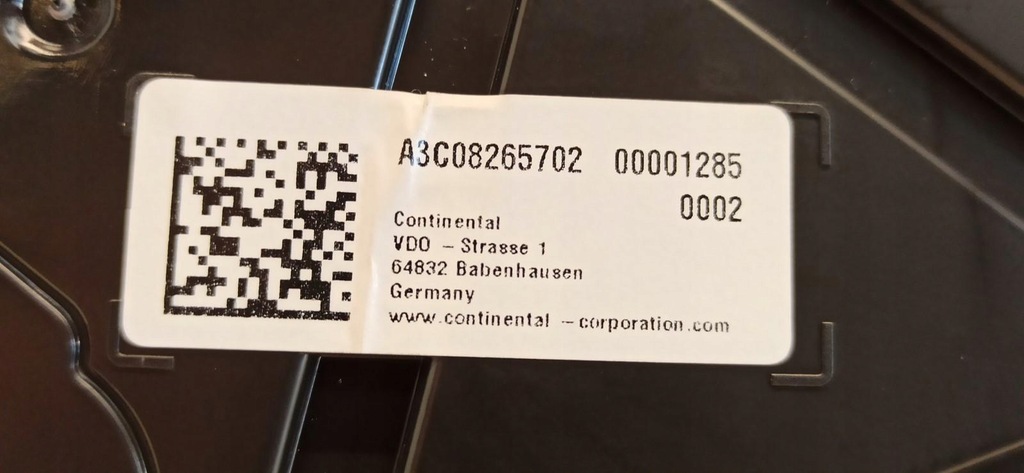 A3C08265702 00001285
0002
Continental
VDO - Strasse 1
64832 Babenhausen
Germany
www.continental - corporation.com